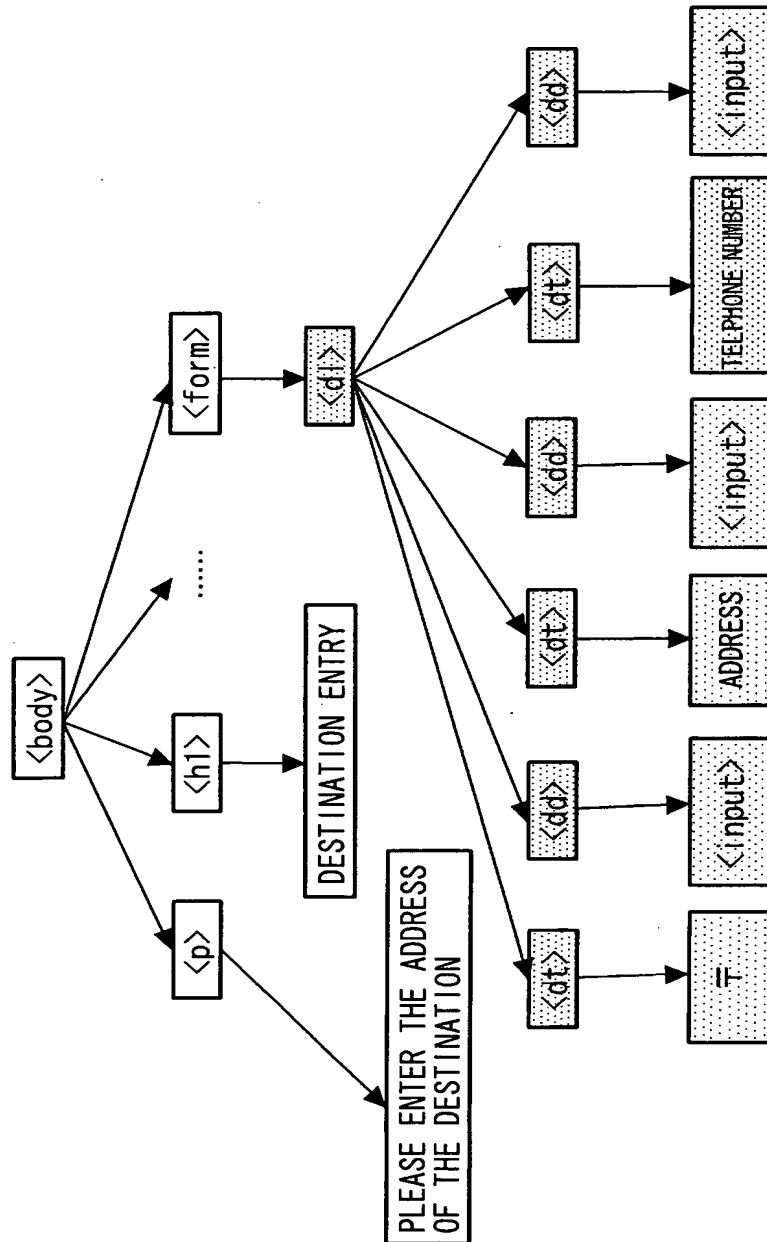 <body>
<p>
<h1>
......
<form>
PLEASE ENTER THE ADDRESS
OF THE DESTINATION
DESTINATION ENTRY
<dl>
<dt>
<dd>
<dt>
<dd>
<dt>
<dd>
〒
<input>
ADDRESS
<input>
TELPHONE NUMBER
<input>